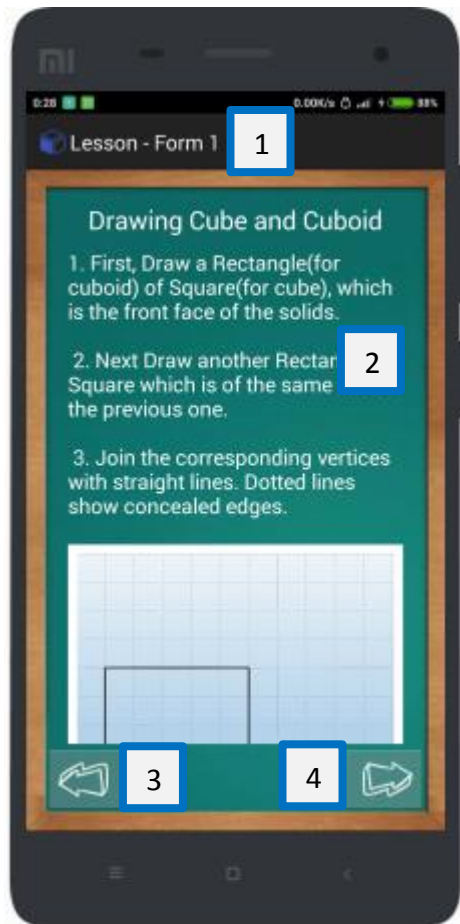 mi
0:28 0.00K/s 88%
Lesson - Form 1
1
Drawing Cube and Cuboid
1. First, Draw a Rectangle(for
cuboid) of Square(for cube), which
is the front face of the solids.
2. Next Draw another Rectan
2
Square which is of the same
the previous one.
3. Join the corresponding vertices
with straight lines. Dotted lines
show concealed edges.
3
4